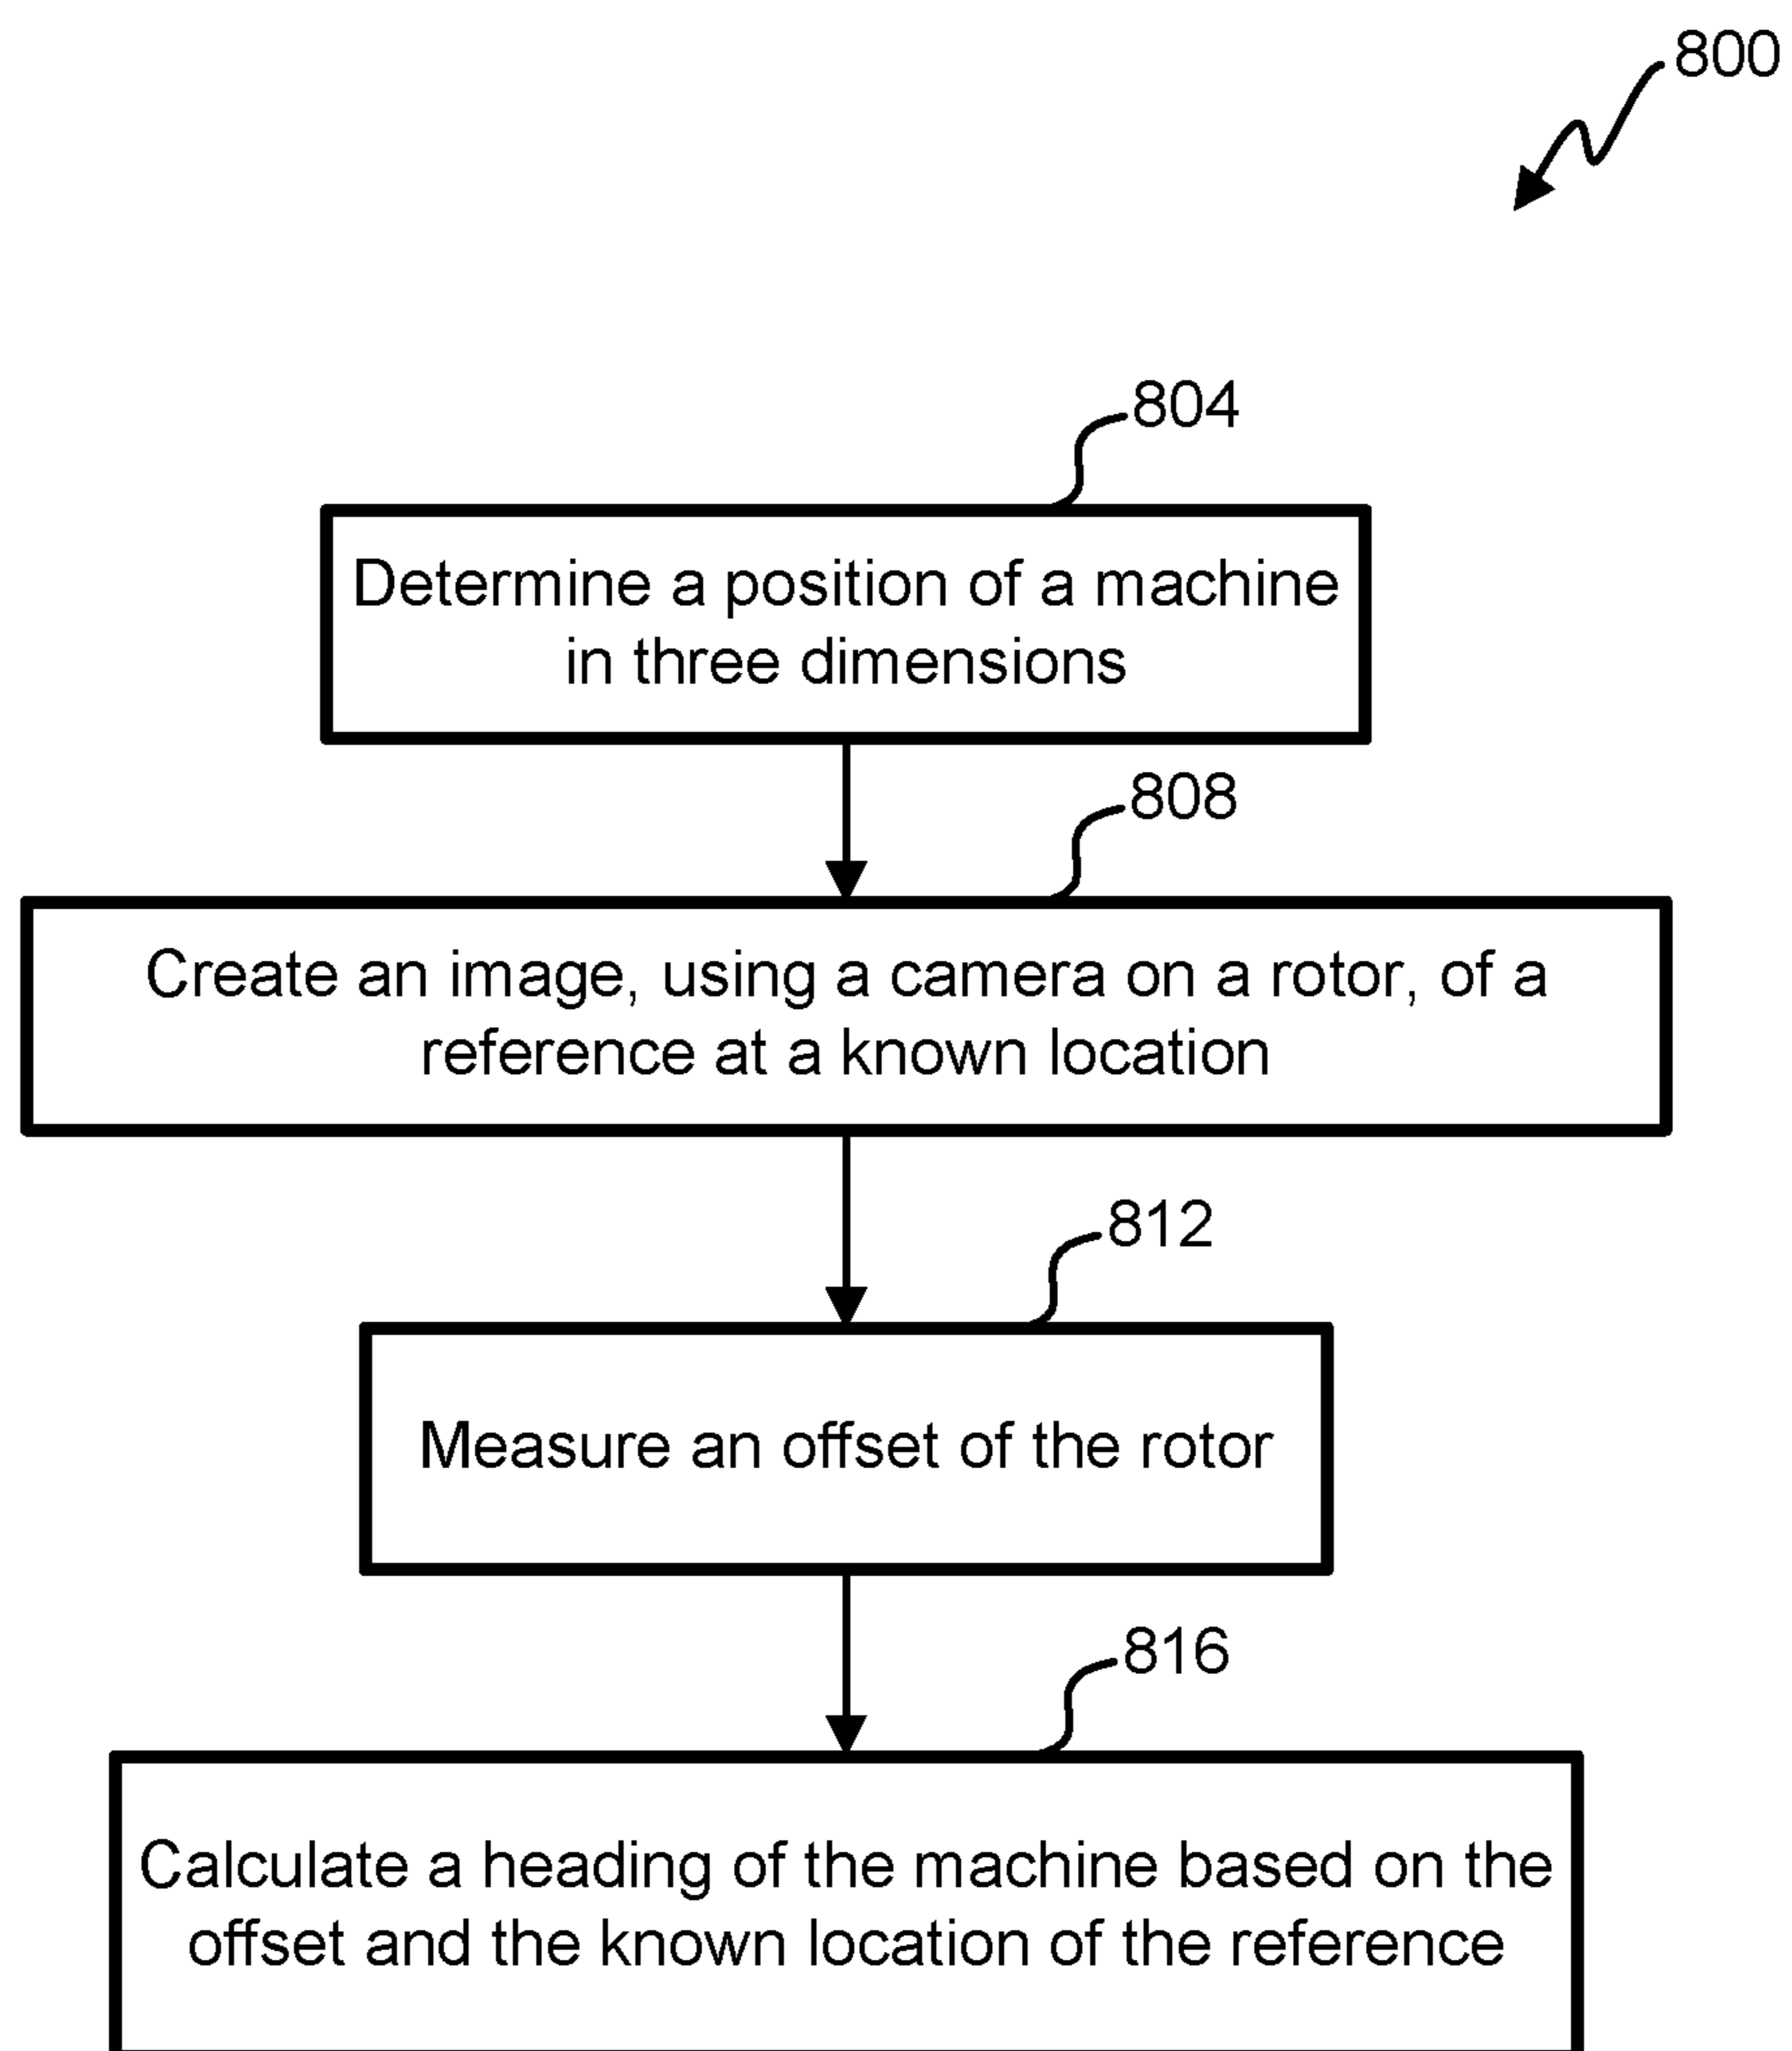 800
804
Determine a position of a machine
in three dimensions
808
Create an image, using a camera on a rotor, of a
reference at a known location
812
Measure an offset of the rotor
816
Calculate a heading of the machine based on the
offset and the known location of the reference